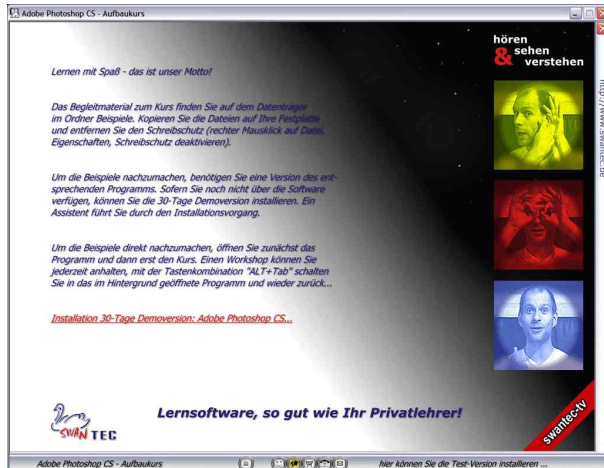 Adobe Photoshop CS - Aufbaukurs
hören
& sehen
verstehen
Lernen mit Spaß - das ist unser Motto!
Das Begleitmaterial zum Kurs finden Sie auf dem Datenträger
im Ordner Beispiele. Kopieren Sie die Dateien auf Ihre Festplatte
und entfernen Sie den Schreibschutz (rechter Mausklick auf Datei,
Eigenschaften, Schreibschutz deaktivieren).
Um die Beispiele nachzumachen, benötigen Sie eine Version des ent-
sprechenden Programms. Sofern Sie noch nicht über die Software
verfügen, können Sie die 30-Tage Demoversion installieren. Ein
Assistent führt Sie durch den Installationsvorgang.
Um die Beispiele direkt nachzumachen, öffnen Sie zunächst das
Programm und dann erst den Kurs. Einen Workshop können Sie
jederzeit anhalten, mit der Tastenkombination "ALT+Tab" schalten
Sie in das im Hintergrund geöffnete Programm und wieder zurück...
Installation 30-Tage Demoversion: Adobe Photoshop CS...
http://www.swantec.de
SWAN TEC
Lernsoftware, so gut wie Ihr Privatlehrer!
swantec-tv
Adobe Photoshop CS - Aufbaukurs
hier können Sie die Test-Version installieren ...